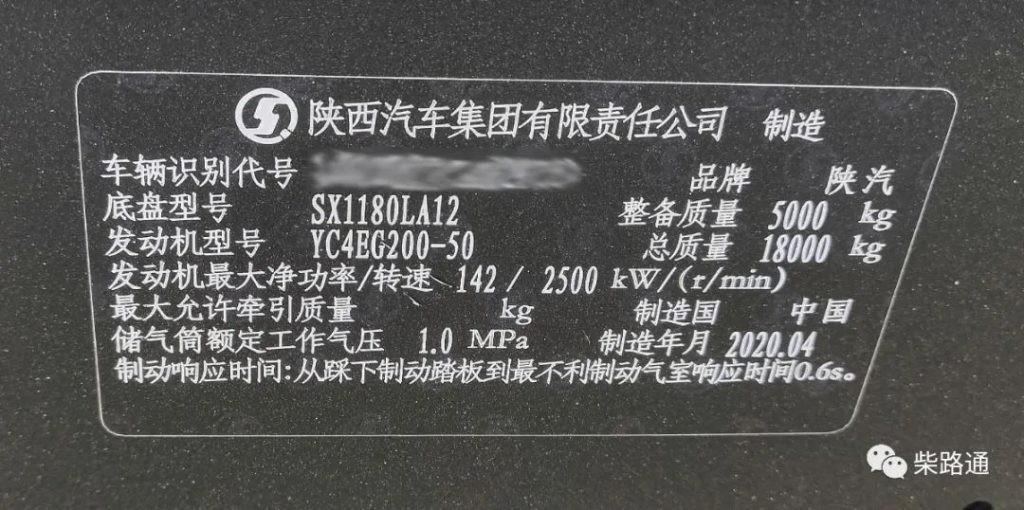 陕西汽车集团有限责任公司 制造
车辆识别代号 品牌 陕汽
底盘型号 SX1180LA12 整备质量 5000 kg
发动机型号 YC4EG200-50 总质量 18000 kg
发动机最大净功率/转速 142 / 2500 kW/(r/min)
最大允许牵引质量 kg 制造国 中国
储气筒额定工作气压 1.0 MPa 制造年月 2020.04
制动响应时间:从踩下制动踏板到最不利制动气室响应时间0.6s。
柴路通